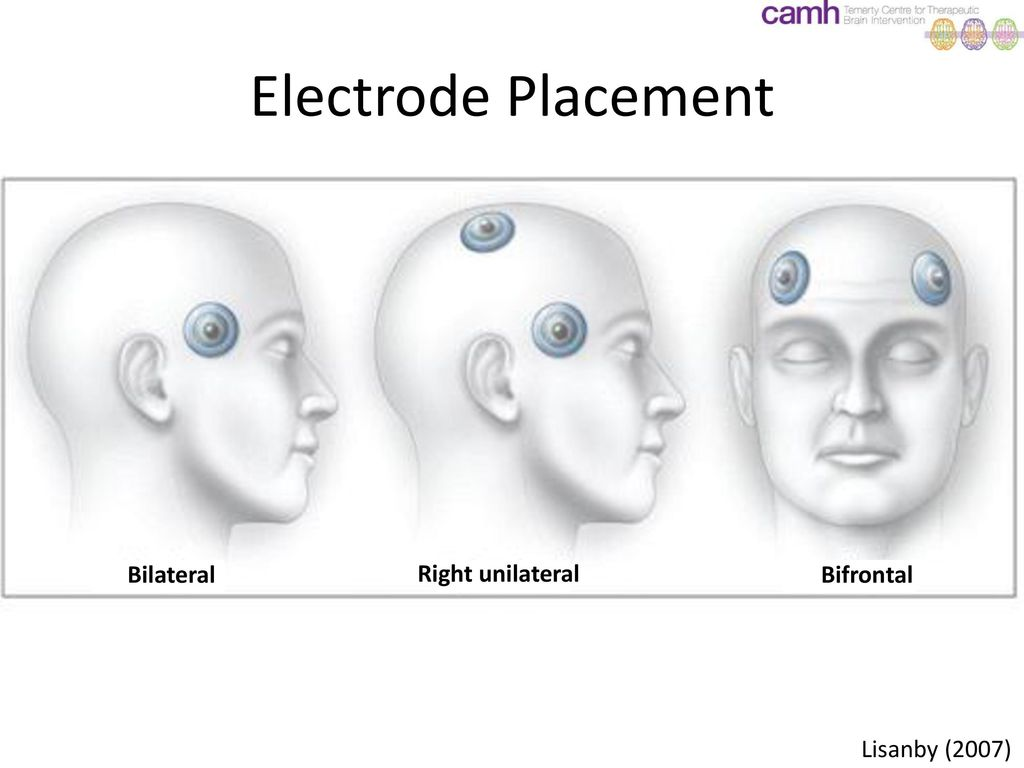 camh Temerty Centre for Therapeutic
Brain Intervention
Electrode Placement
Bilateral
Right unilateral
Bifrontal
Lisanby (2007)